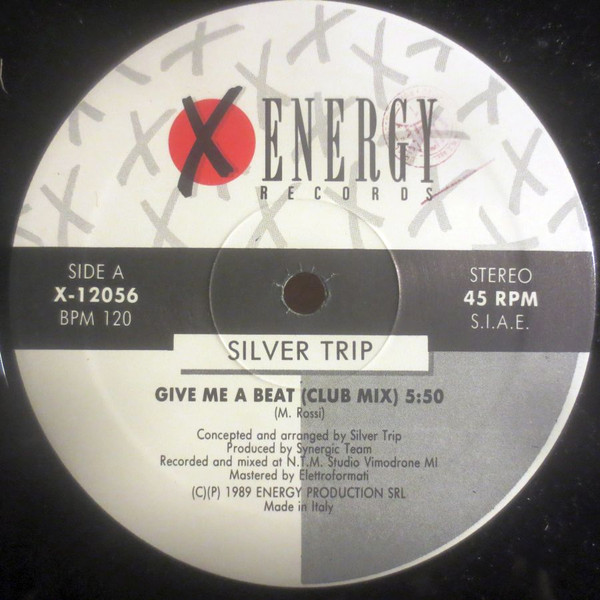 X ENERGY
RECORDS
SIDE A
X-12056
BPM 120
STEREO
45 RPM
S.I.A.E.
SILVER TRIP
GIVE ME A BEAT (CLUB MIX) 5:50
(M. Rossi)
Concepted and arranged by Silver Trip
Produced by Synergic Team
Recorded and mixed at N.T.M. Studio Vimodrone MI
Mastered by Elettroformati
(C)(P) 1989 ENERGY PRODUCTION SRL
Made in Italy